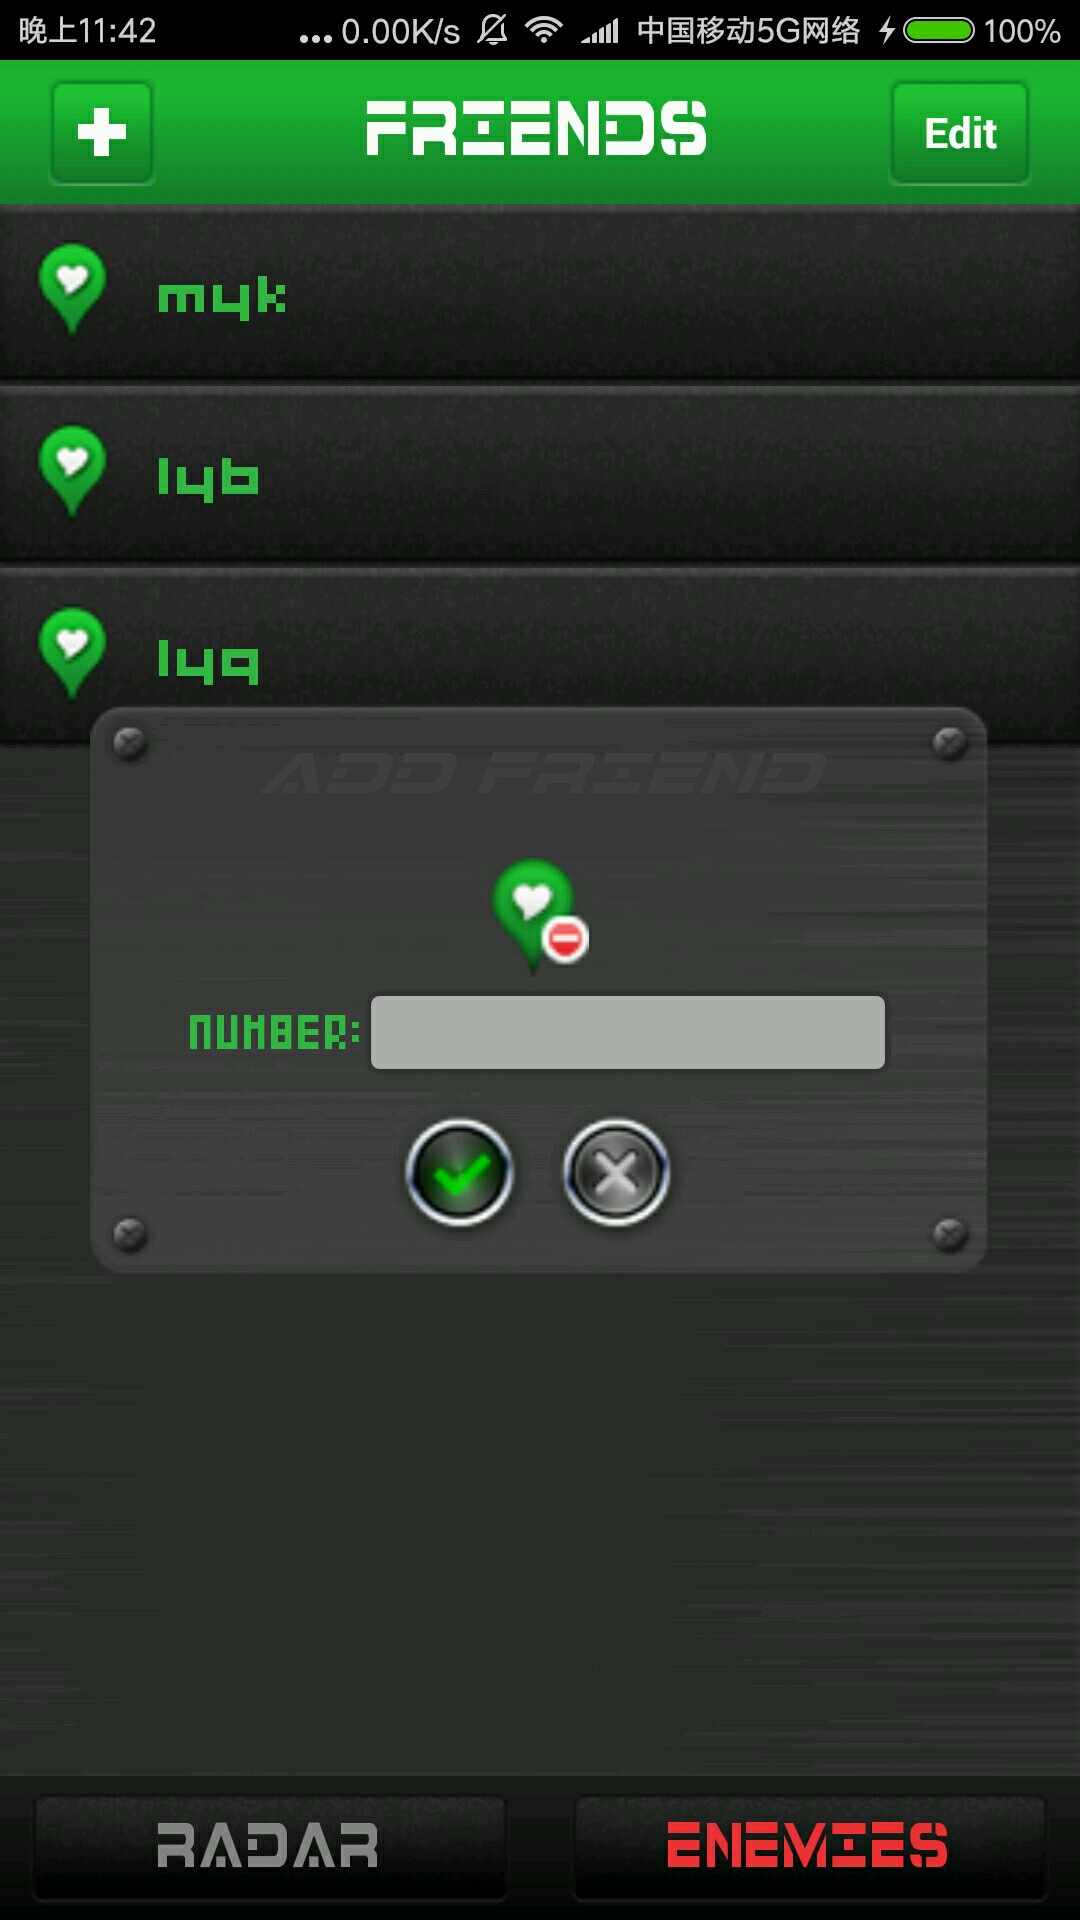 晚上11:42 ...0.00K/s 中国移动5G网络 100%
FRIENDS
Edit
myk
lyb
lyq
ADD FRIEND
NUMBER:
RADAR
ENEMIES